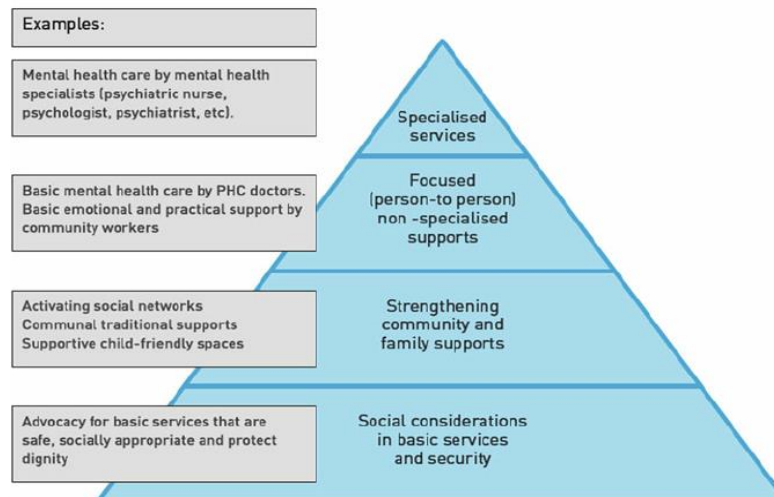 Examples:
Mental health care by mental health
specialists (psychiatric nurse,
psychologist, psychiatrist, etc).
Specialised
services
Basic mental health care by PHC doctors.
Basic emotional and practical support by
community workers
Focused
(person-to person)
non -specialised
supports
Activating social networks
Communal traditional supports
Supportive child-friendly spaces
Strengthening
community and
family supports
Advocacy for basic services that are
safe, socially appropriate and protect
dignity
Social considerations
in basic services
and security